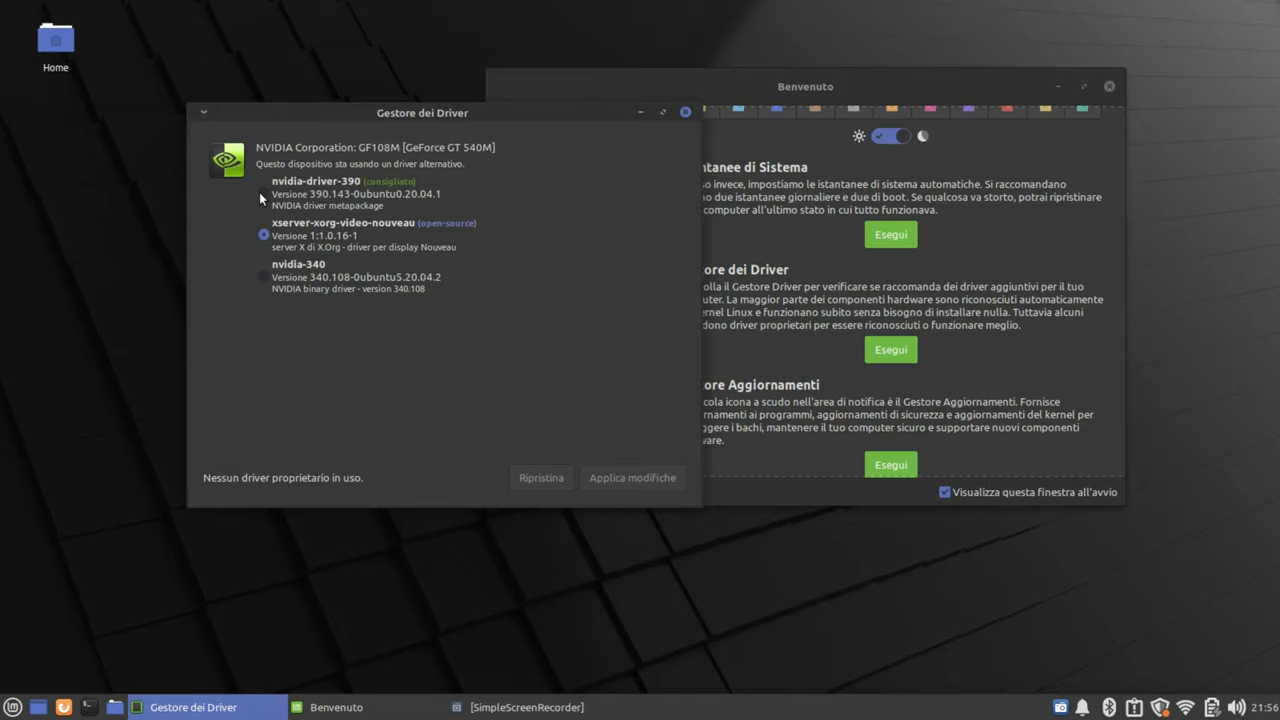 Home
Benvenuto
Gestore dei Driver
NVIDIA Corporation: GF108M [GeForce GT 540M]
Questo dispositivo sta usando un driver alternativo.
nvidia-driver-390 (consigliato)
Versione 390.143-0ubuntu0.20.04.1
NVIDIA driver metapackage
xserver-xorg-video-nouveau (open-source)
Versione 1:1.0.16-1
server X di X.Org - driver per display Nouveau
nvidia-340
Versione 340.108-0ubuntu5.20.04.2
NVIDIA binary driver - version 340.108
Nessun driver proprietario in uso.
Ripristina
Applica modifiche
ntanee di Sistema
so invece, impostiamo le istantanee di sistema automatiche. Si raccomandano
no due istantanee giornaliere e due di boot. Se qualcosa va storto, potrai ripristinare
computer all'ultimo stato in cui tutto funzionava.
Esegui
ore dei Driver
olla il Gestore Driver per verificare se raccomanda dei driver aggiuntivi per il tuo
uter. La maggior parte dei componenti hardware sono riconosciuti automaticamente
ernel Linux e funzionano subito senza bisogno di installare nulla. Tuttavia alcuni
dono driver proprietari per essere riconosciuti o funzionare meglio.
Esegui
ore Aggiornamenti
cola icona a scudo nell'area di notifica è il Gestore Aggiornamenti. Fornisce
rnamenti ai programmi, aggiornamenti di sicurezza e aggiornamenti del kernel per
ggere i bachi, mantenere il tuo computer sicuro e supportare nuovi componenti
ware.
Esegui
Visualizza questa finestra all'avvio
Gestore dei Driver
Benvenuto
[SimpleScreenRecorder]
21:56